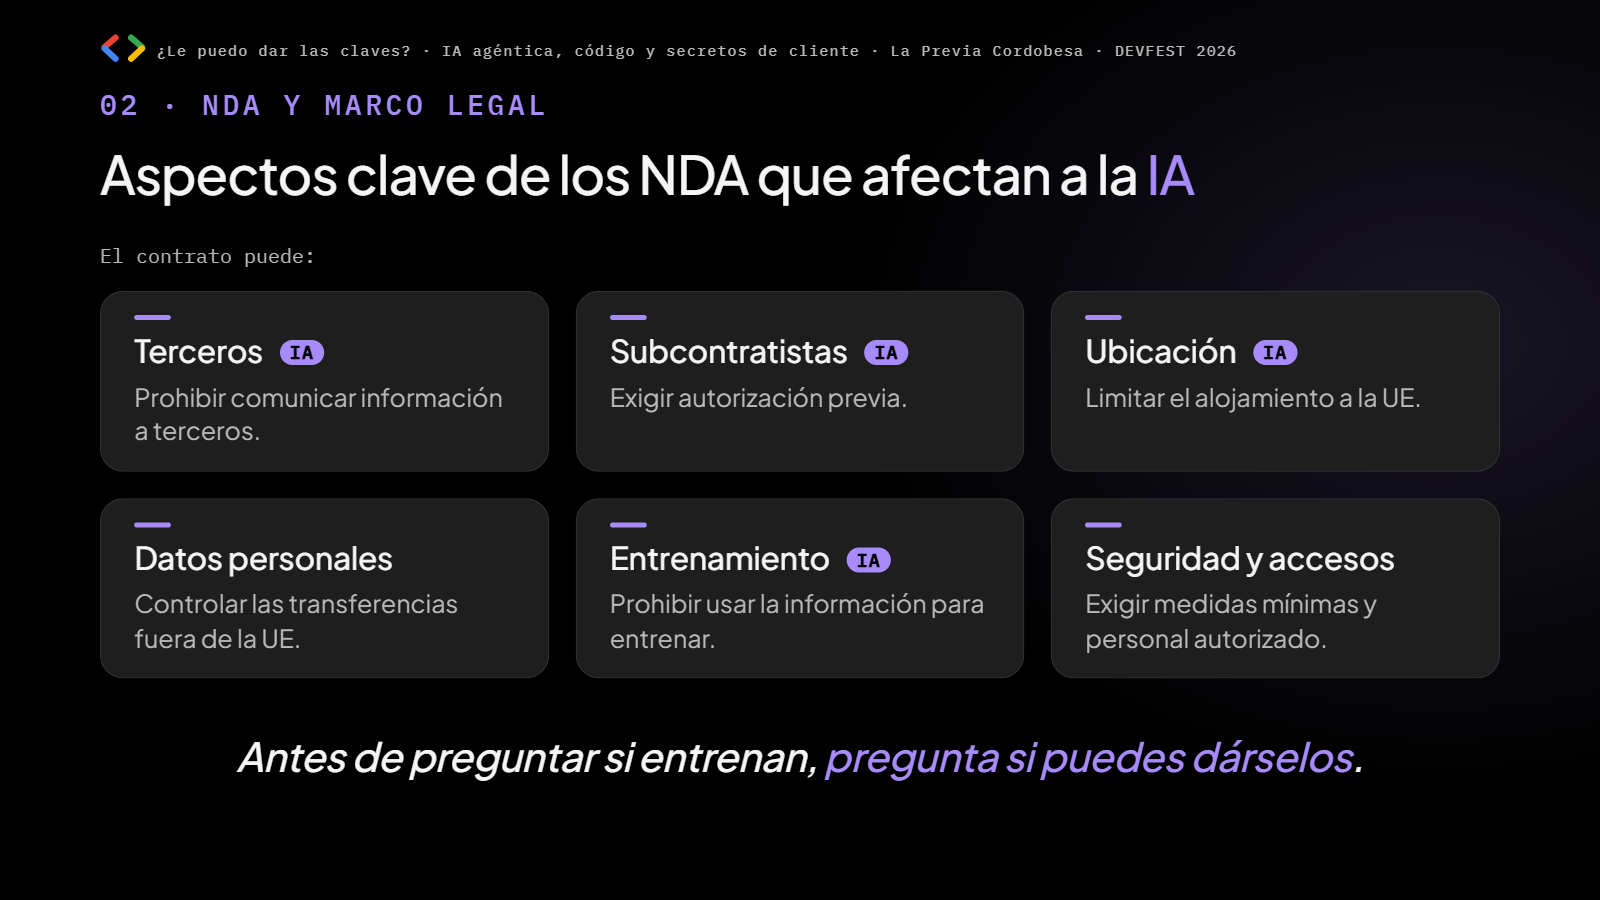 ¿Le puedo dar las claves? · IA agéntica, código y secretos de cliente · La Previa Cordobesa · DEVFEST 2026
02 · NDA Y MARCO LEGAL
Aspectos clave de los NDA que afectan a la IA
El contrato puede:
Terceros IA
Prohibir comunicar información
a terceros.
Subcontratistas IA
Exigir autorización previa.
Ubicación IA
Limitar el alojamiento a la UE.
Datos personales
Controlar las transferencias
fuera de la UE.
Entrenamiento IA
Prohibir usar la información para
entrenar.
Seguridad y accesos
Exigir medidas mínimas y
personal autorizado.
Antes de preguntar si entrenan, pregunta si puedes dárselos.